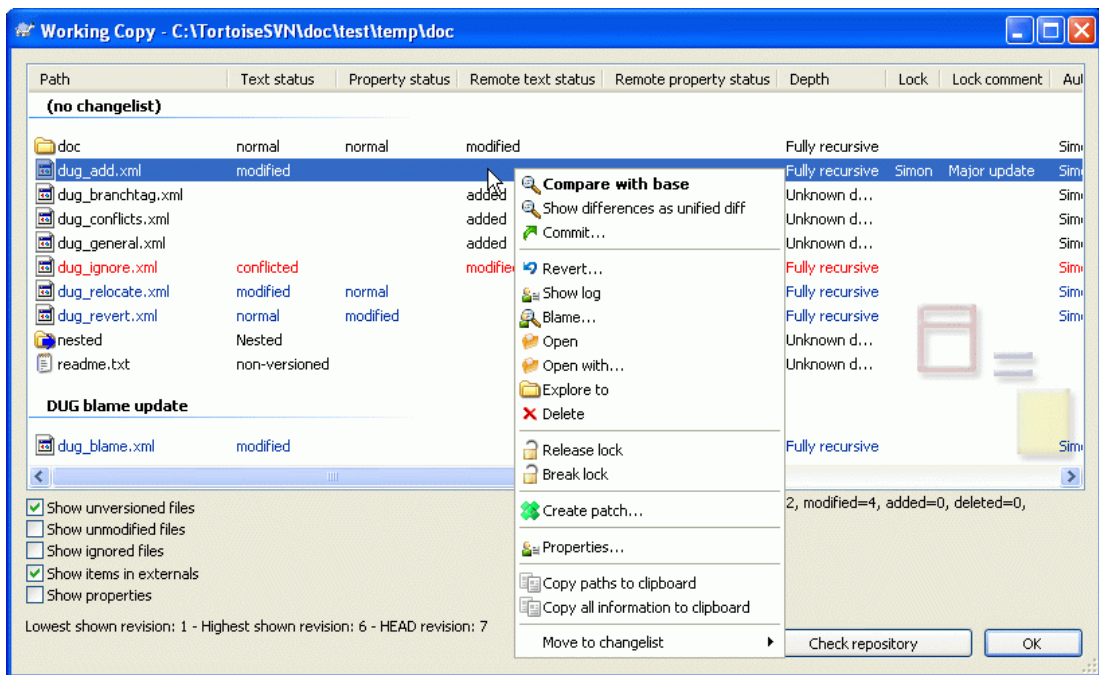 Working Copy - C:\TortoiseSVN\doc\test\temp\doc
Path Text status Property status Remote text status Remote property status Depth Lock Lock comment
(no changelist)
doc normal normal modified Fully recursive
dug_add.xml modified Fully recursive Simon Major update
dug_branchtag.xml added Unknown d...
dug_conflicts.xml added Unknown d...
dug_general.xml added Unknown d...
dug_ignore.xml conflicted Fully recursive
dug_relocate.xml modified normal Fully recursive
dug_revert.xml normal modified Fully recursive
nested Nested Unknown d...
readme.txt non-versioned Unknown d...
DUG blame update
dug_blame.xml modified Fully recursive
Compare with base
Show differences as unified diff
Commit...
Revert...
Show log
Blame...
Open
Open with...
Explore to
Delete
Release lock
Break lock
Create patch...
Properties...
Copy paths to clipboard
Copy all information to clipboard
Move to changelist
Show unversioned files
Show unmodified files
Show ignored files
Show items in externals
Show properties
2, modified=4, added=0, deleted=0,
Lowest shown revision: 1 - Highest shown revision: 6 - HEAD revision: 7
Check repository
OK